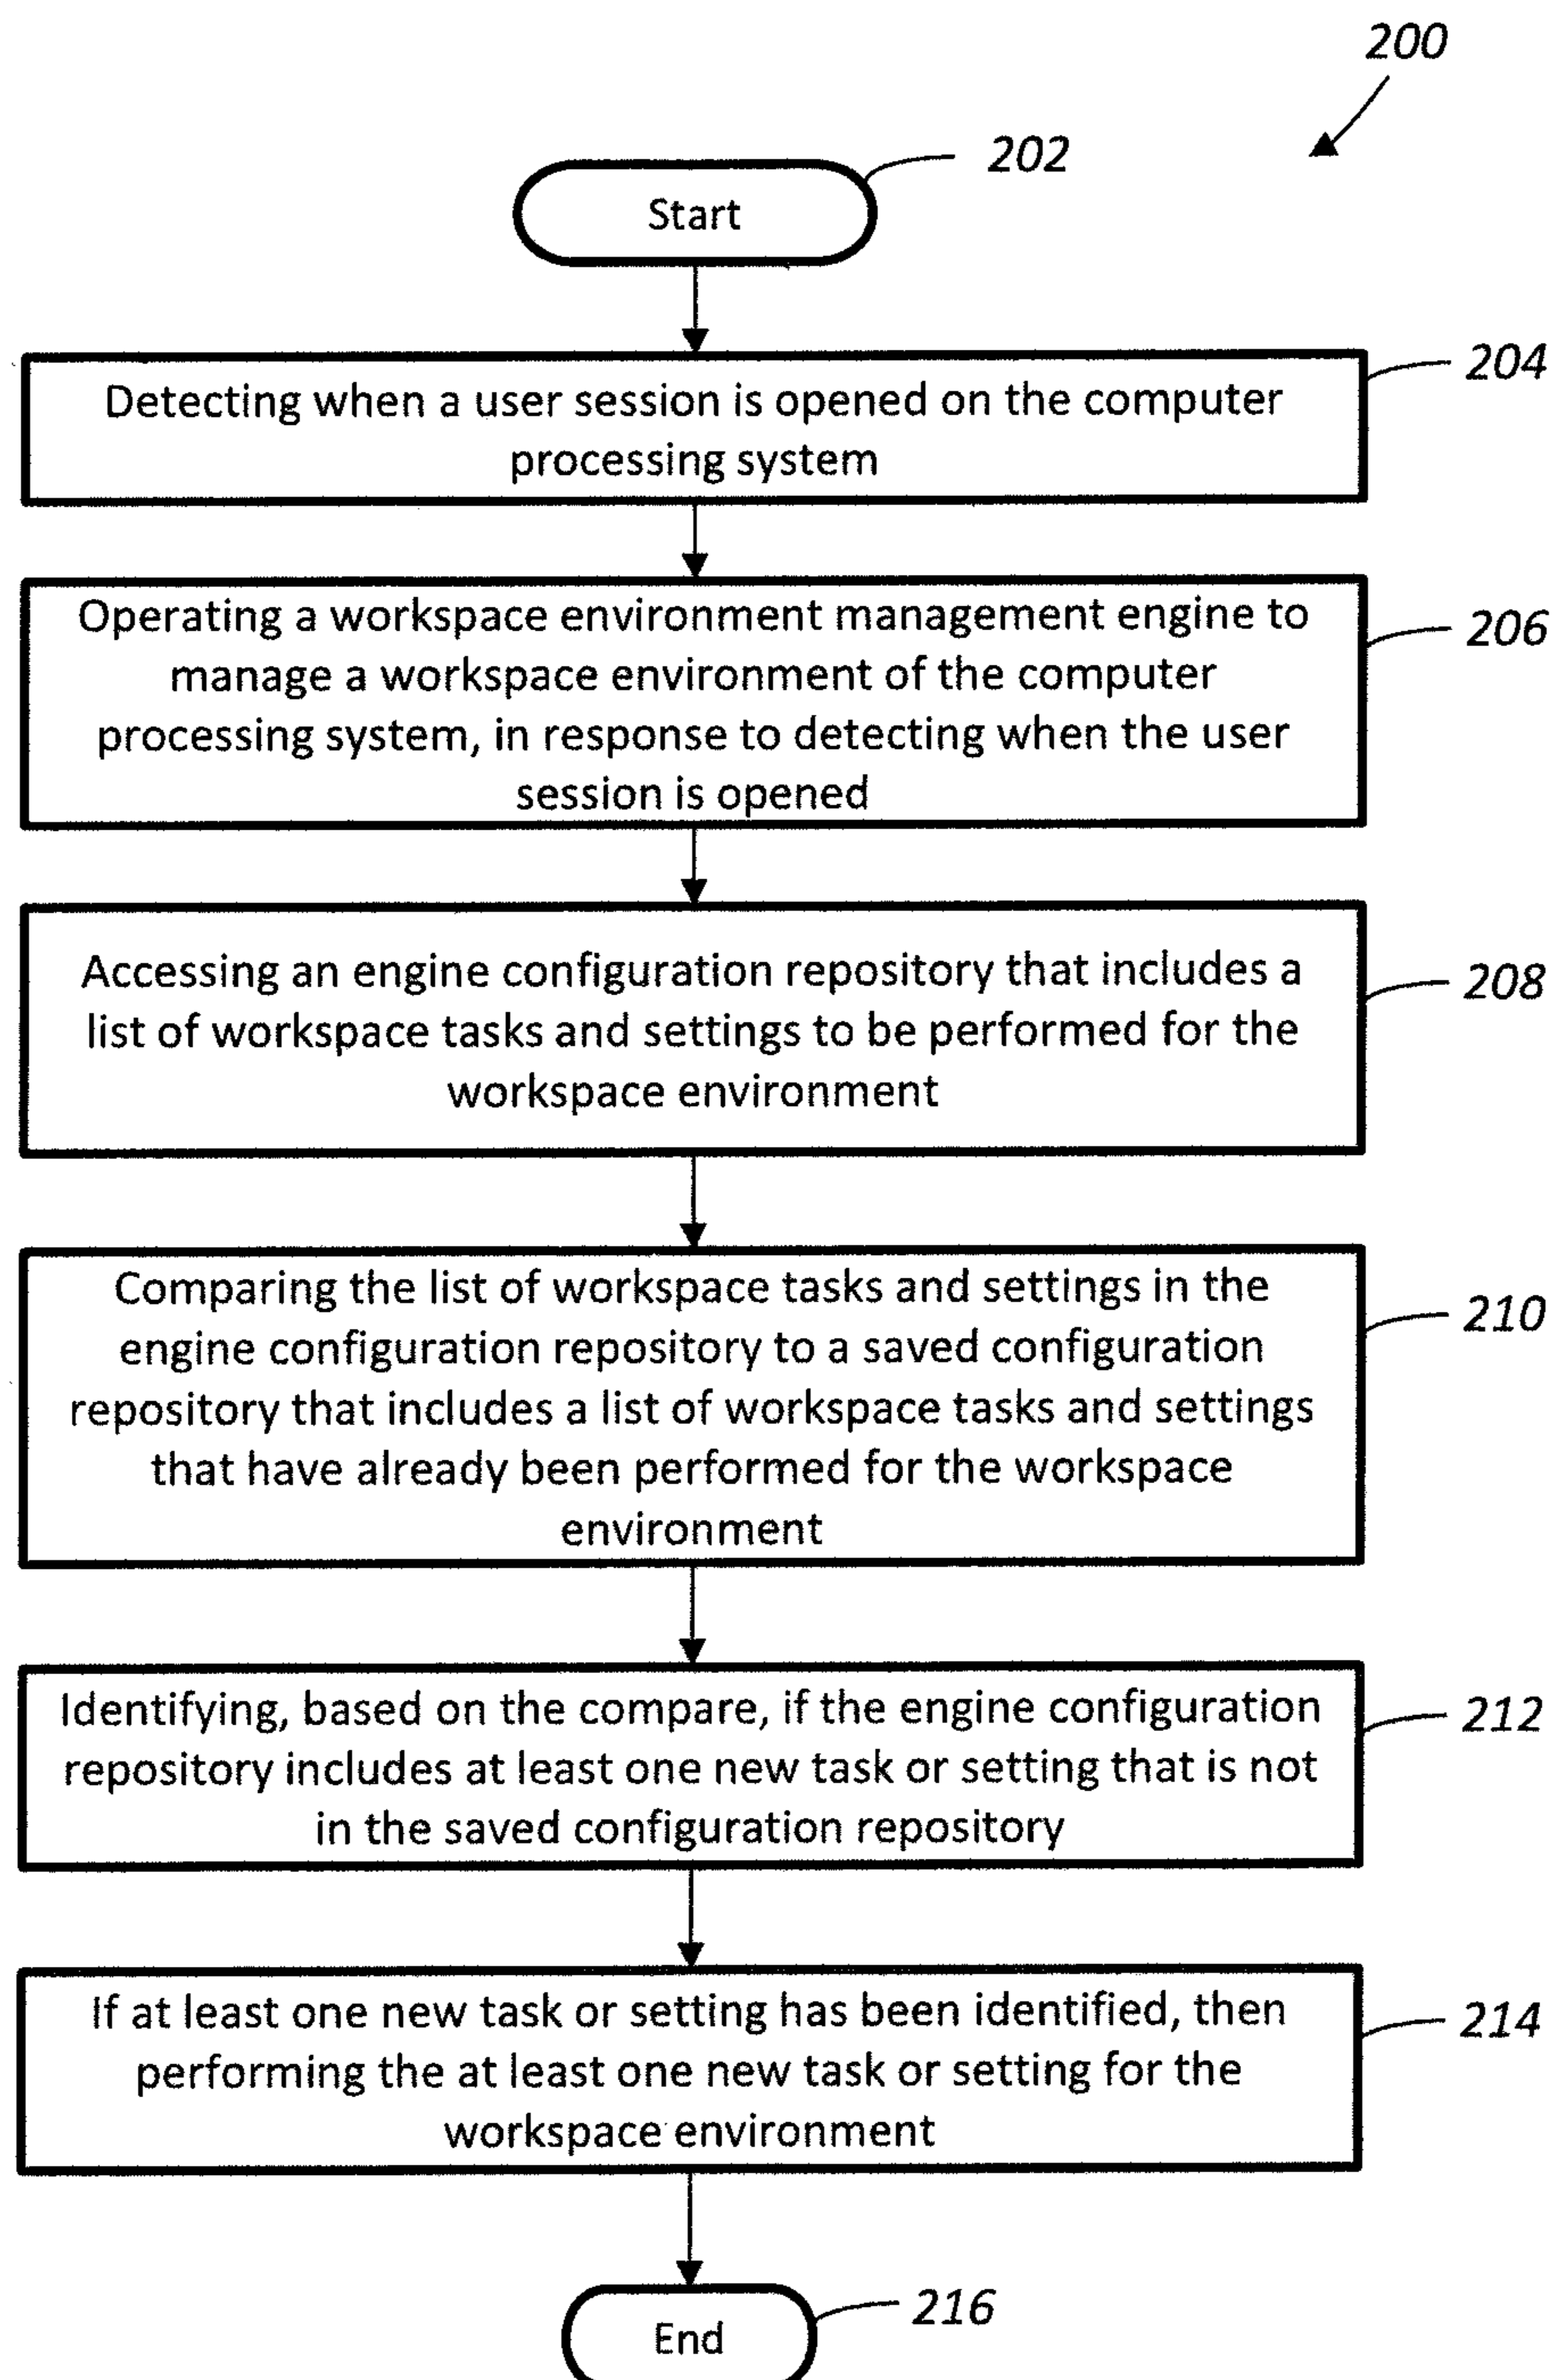 200
202
Start
204
Detecting when a user session is opened on the computer
processing system
206
Operating a workspace environment management engine to
manage a workspace environment of the computer
processing system, in response to detecting when the user
session is opened
208
Accessing an engine configuration repository that includes a
list of workspace tasks and settings to be performed for the
workspace environment
210
Comparing the list of workspace tasks and settings in the
engine configuration repository to a saved configuration
repository that includes a list of workspace tasks and settings
that have already been performed for the workspace
environment
212
Identifying, based on the compare, if the engine configuration
repository includes at least one new task or setting that is not
in the saved configuration repository
214
If at least one new task or setting has been identified, then
performing the at least one new task or setting for the
workspace environment
216
End